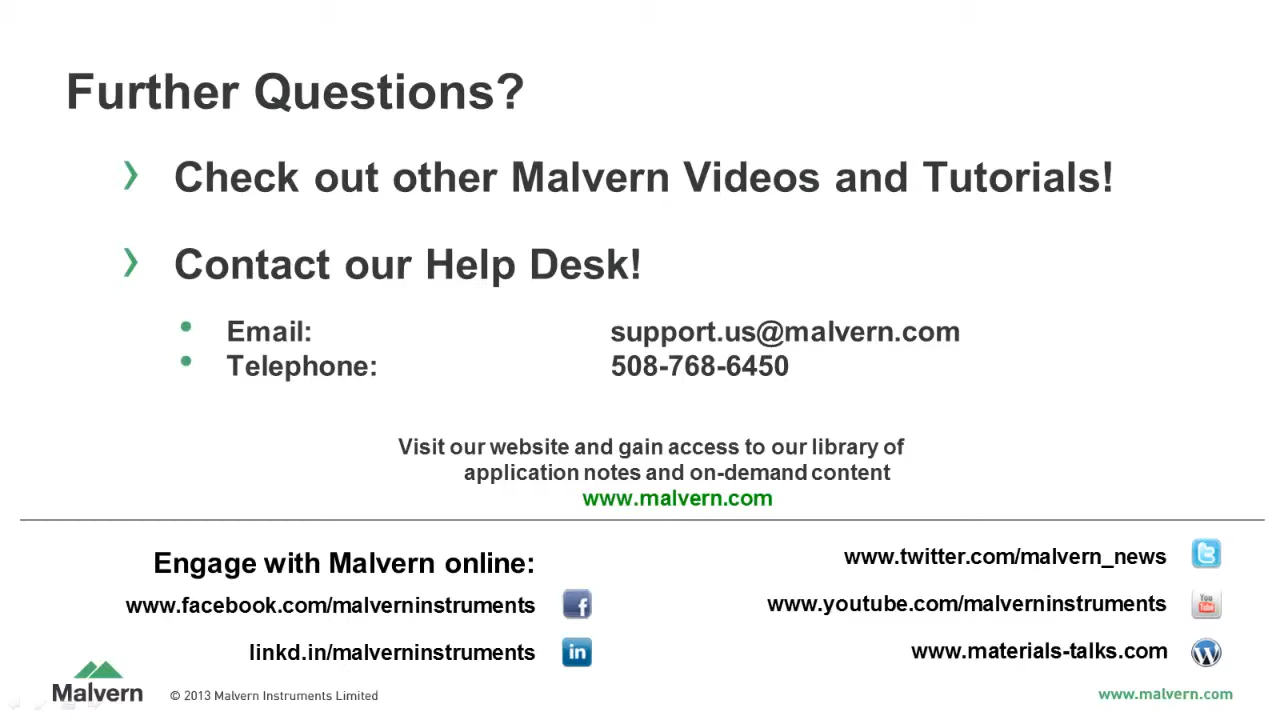 Further Questions?
Check out other Malvern Videos and Tutorials!
Contact our Help Desk!
Email: support.us@malvern.com
Telephone: 508-768-6450
Visit our website and gain access to our library of
application notes and on-demand content
www.malvern.com
Engage with Malvern online:
www.facebook.com/malverninstruments
linkd.in/malverninstruments
www.twitter.com/malvern_news
www.youtube.com/malverninstruments
www.materials-talks.com
Malvern
© 2013 Malvern Instruments Limited
www.malvern.com